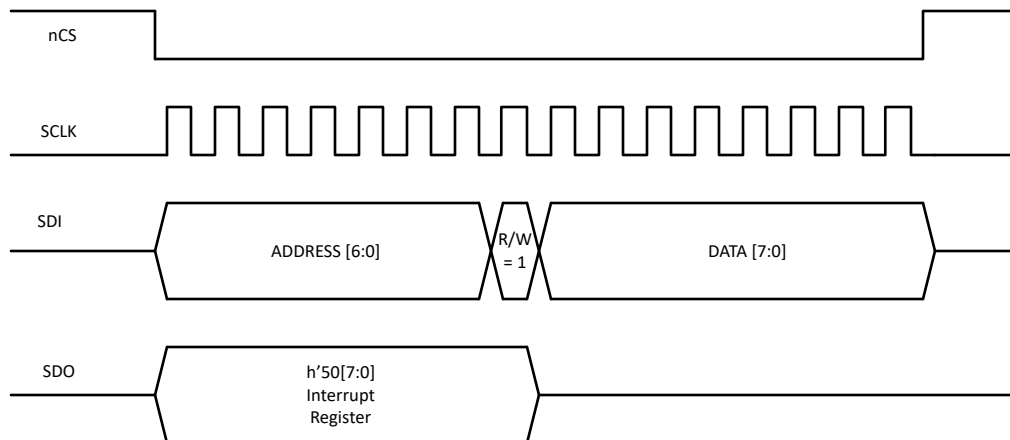 nCS
SCLK
SDI
ADDRESS [6:0]
R/W
= 1
DATA [7:0]
SDO
h’50[7:0]
Interrupt
Register